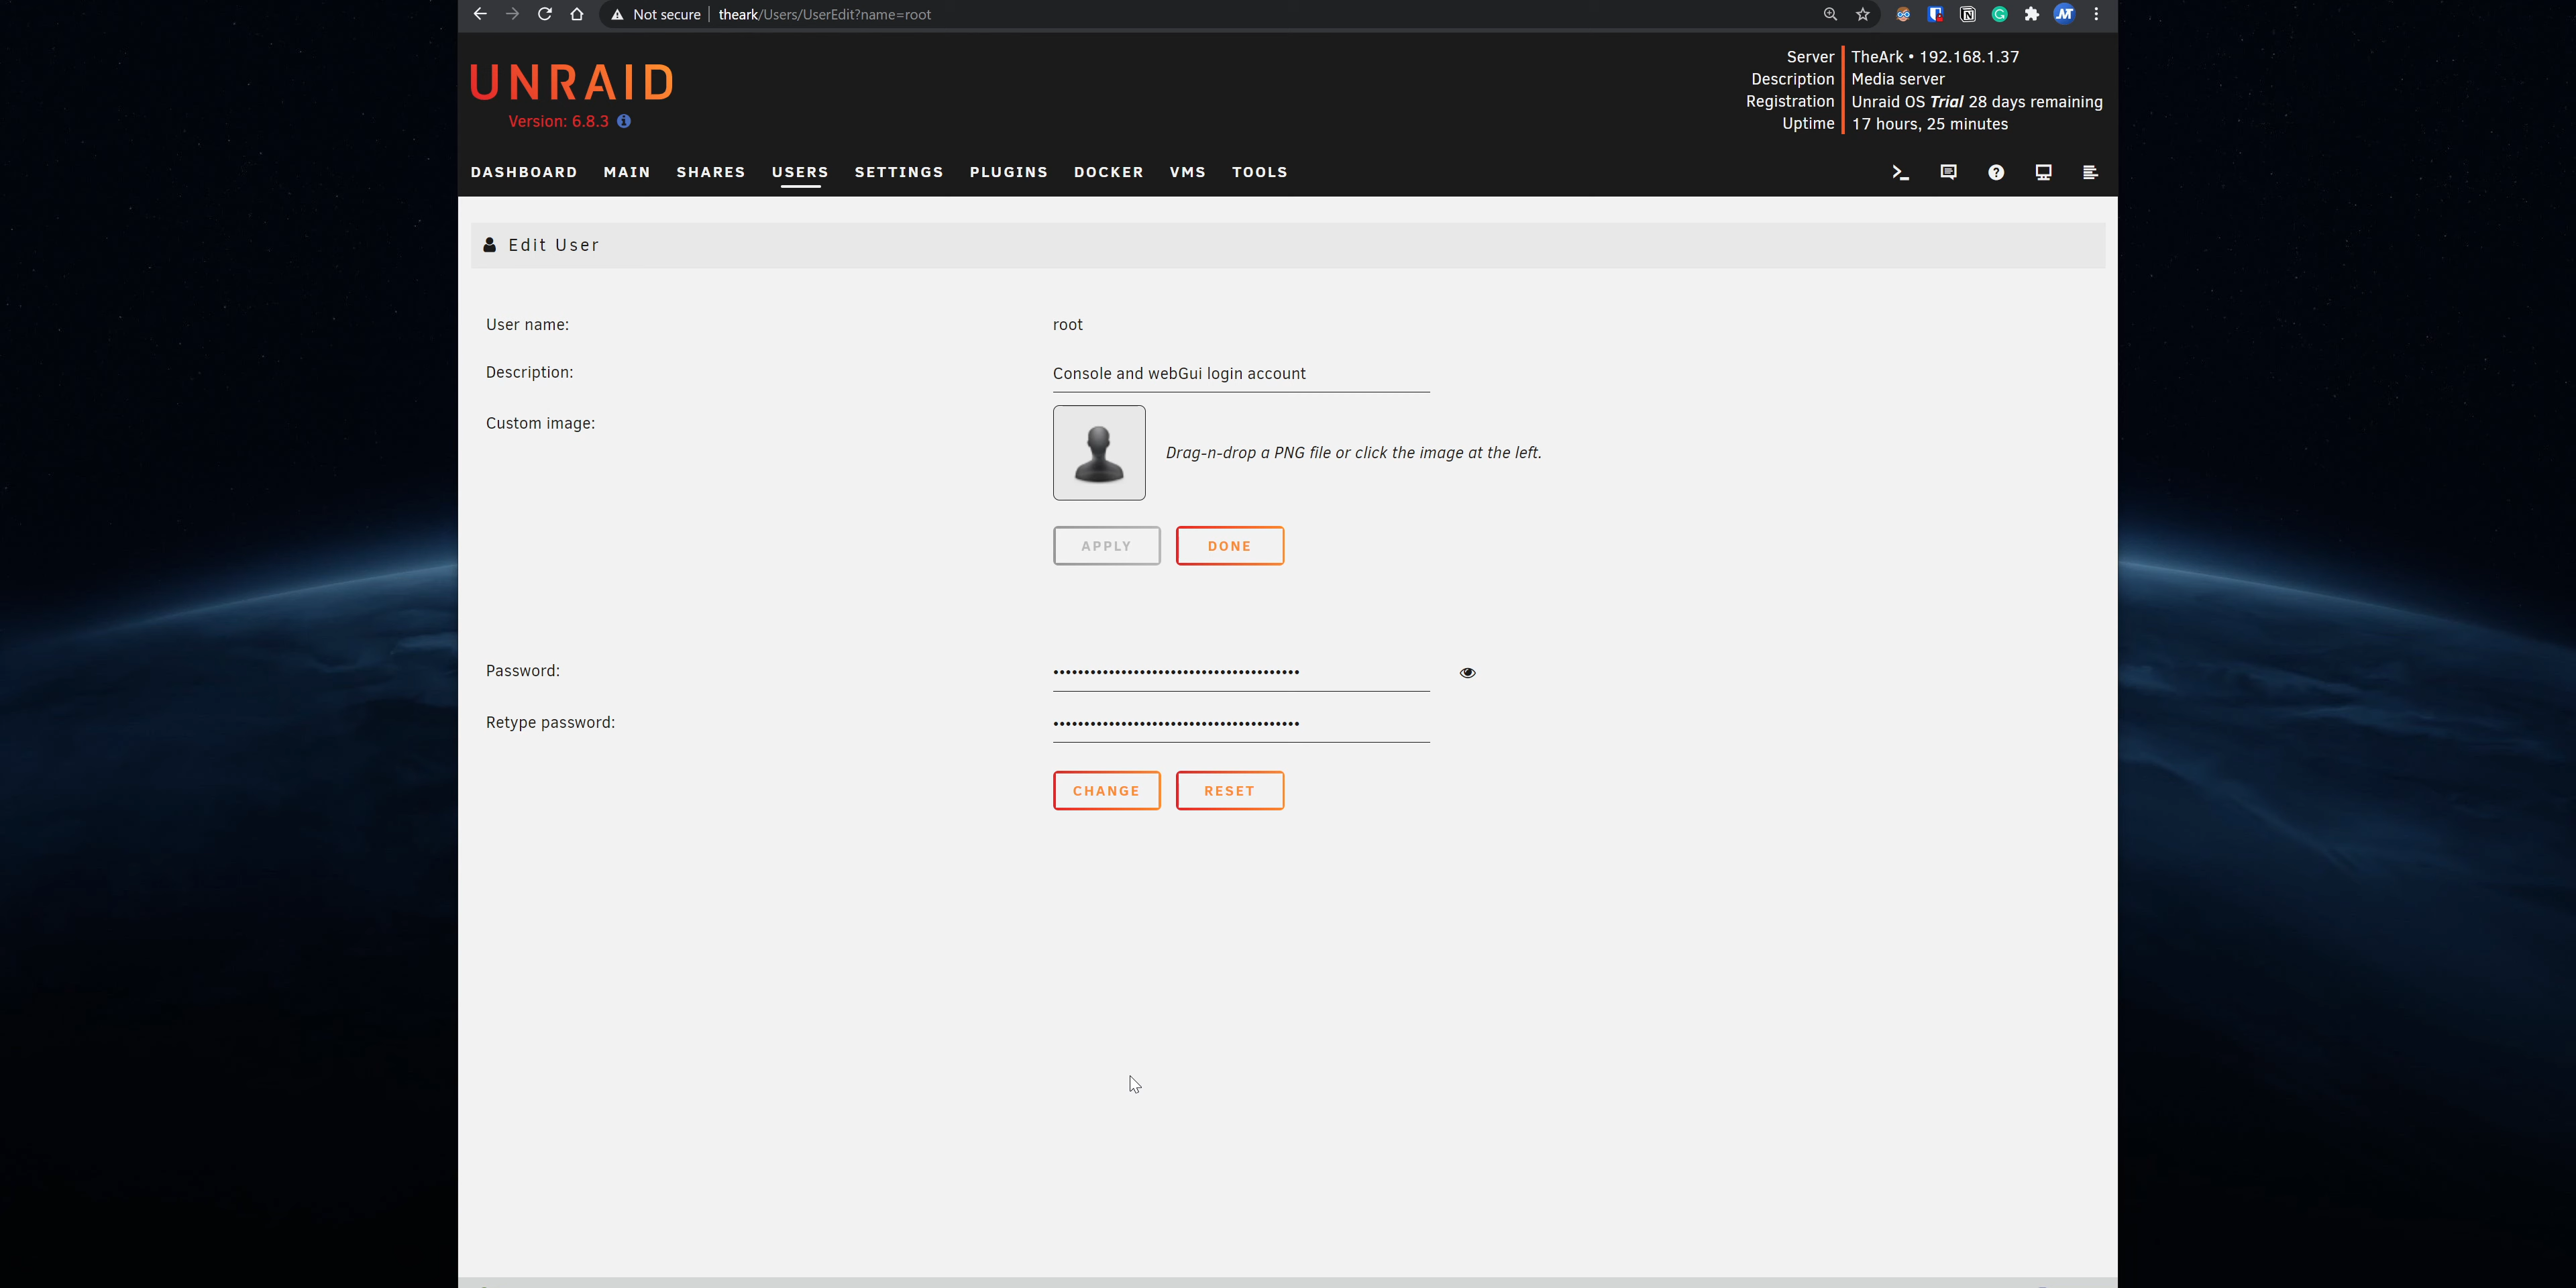 Not secure | theark/Users/UserEdit?name=root
UNRAID
Version: 6.8.3
Server TheArk • 192.168.1.37
Description Media server
Registration Unraid OS Trial 28 days remaining
Uptime 17 hours, 25 minutes
DASHBOARD MAIN SHARES USERS SETTINGS PLUGINS DOCKER VMS TOOLS
Edit User
User name: root
Description: Console and webGui login account
Custom image: Drag-n-drop a PNG file or click the image at the left.
APPLY DONE
Password: ••••••••••••••••••••••••••••••••••••••••
Retype password: ••••••••••••••••••••••••••••••••••••••••
CHANGE RESET